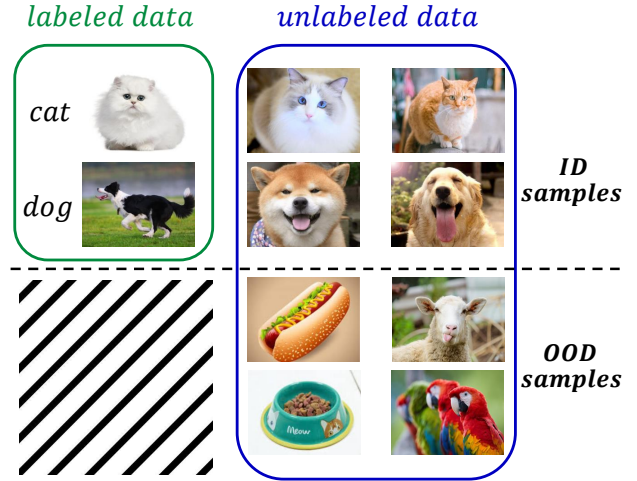 labeled data
unlabeled data
cat
dog
ID
samples
Meow
OOD
samples